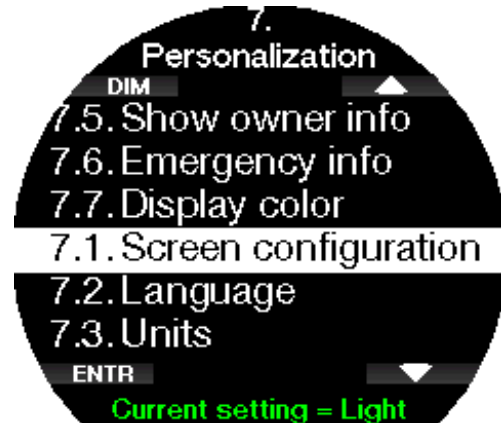 7.
Personalization
DIM
7.5. Show owner info
7.6. Emergency info
7.7. Display color
7.1. Screen configuration
7.2. Language
7.3. Units
ENTR
Current setting = Light